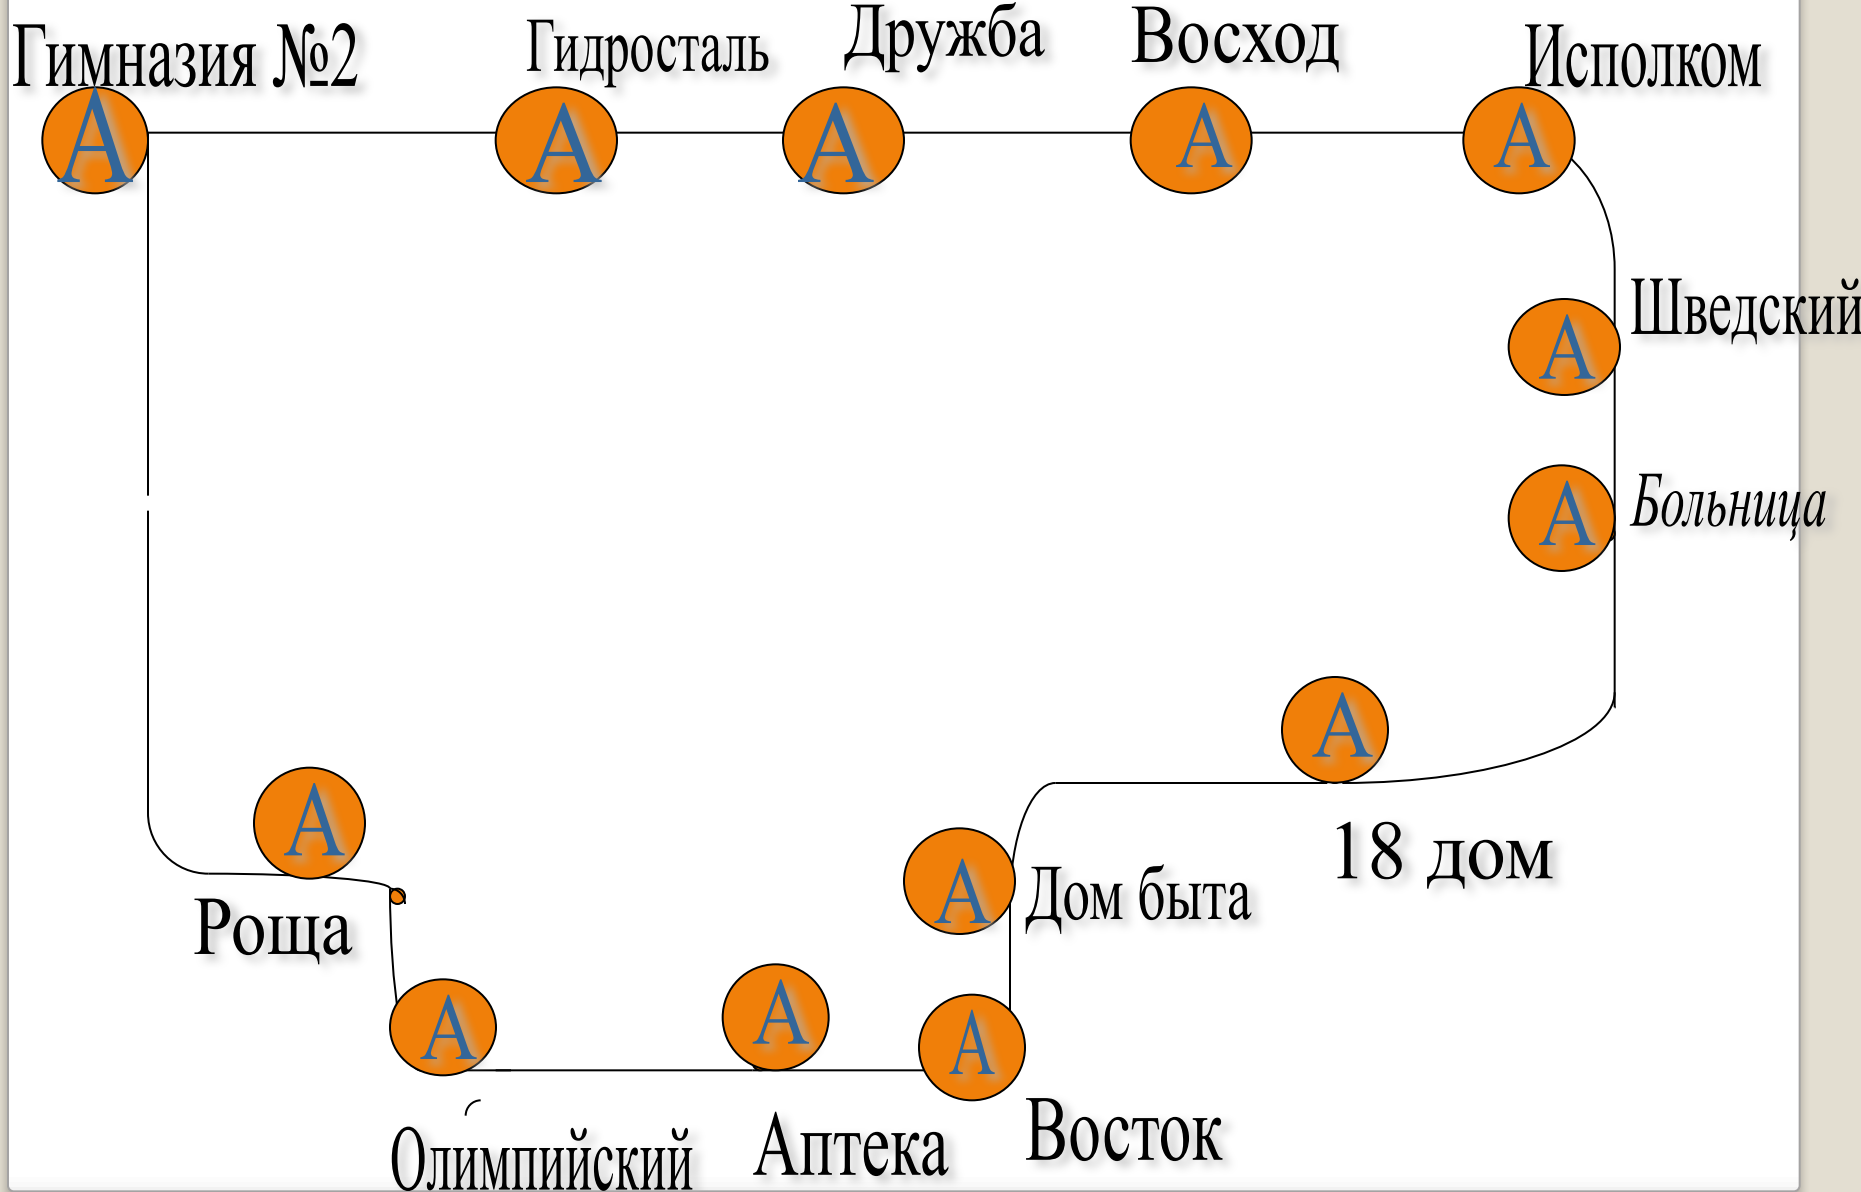 Гимназия №2
Гидросталь
Дружба
Восход
Исполком
А
А
А
А
А
Шведский
А
Больница
А
А
18 дом
А
Роща
А
Дом быта
А
А
А
Олимпийский
Аптека
Восток